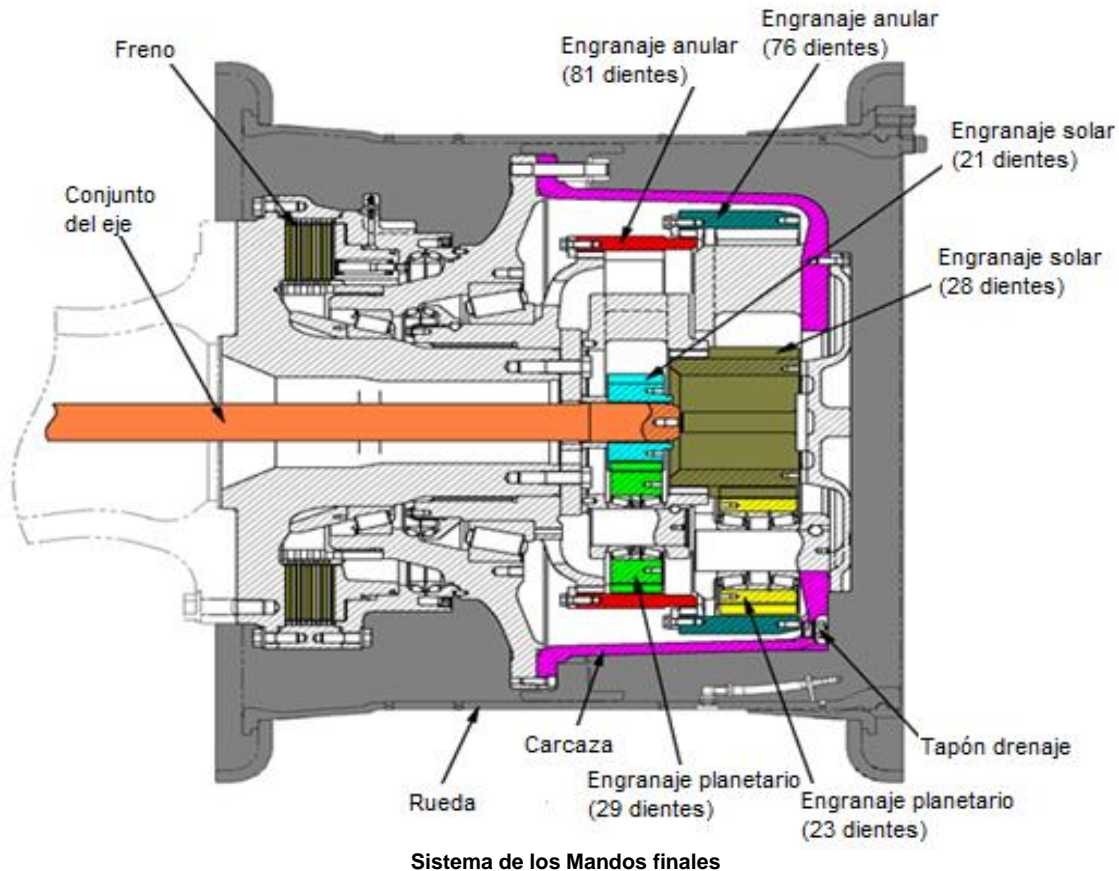 Engranaje anular
(76 dientes)
Engranaje anular
(81 dientes)
Freno
Engranaje solar
(21 dientes)
Conjunto
del eje
Engranaje solar
(28 dientes)
Carcaza
Tapón drenaje
Engranaje planetario
(29 dientes)
Rueda
Engranaje planetario
(23 dientes)
Sistema de los Mandos finales